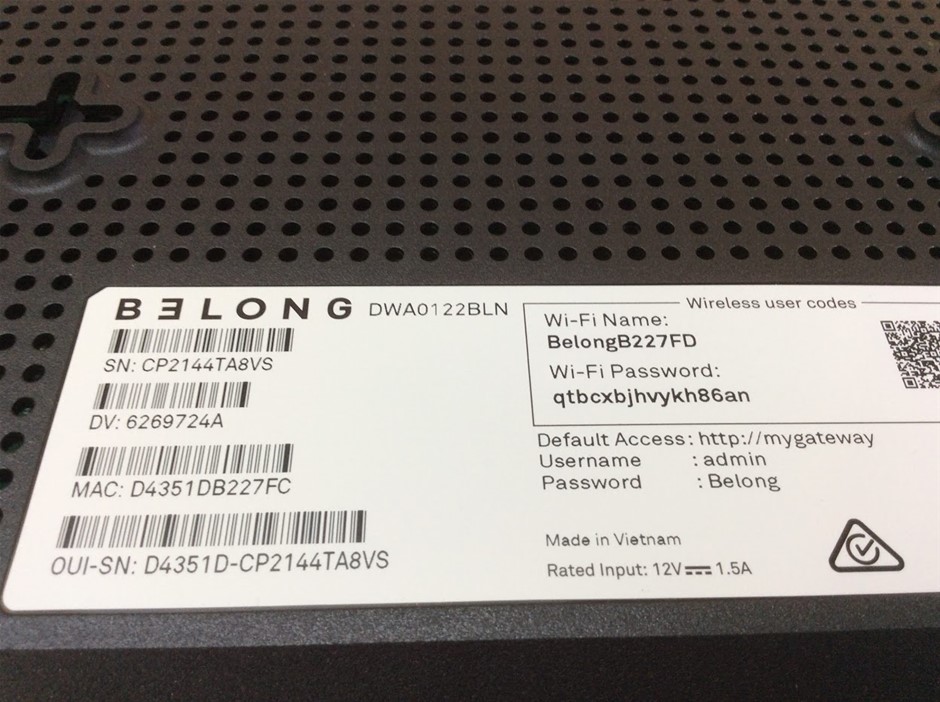 BELONG DWA0122BLN
SN: CP2144TA8VS
DV: 6269724A
MAC: D4351DB227FC
OUI-SN: D4351D-CP2144TA8VS
Wireless user codes
Wi-Fi Name:
BelongB227FD
Wi-Fi Password:
qtbcxbjhvykh86an
Default Access: http://mygateway
Username : admin
Password : Belong
Made in Vietnam
Rated Input: 12V⎓1.5A